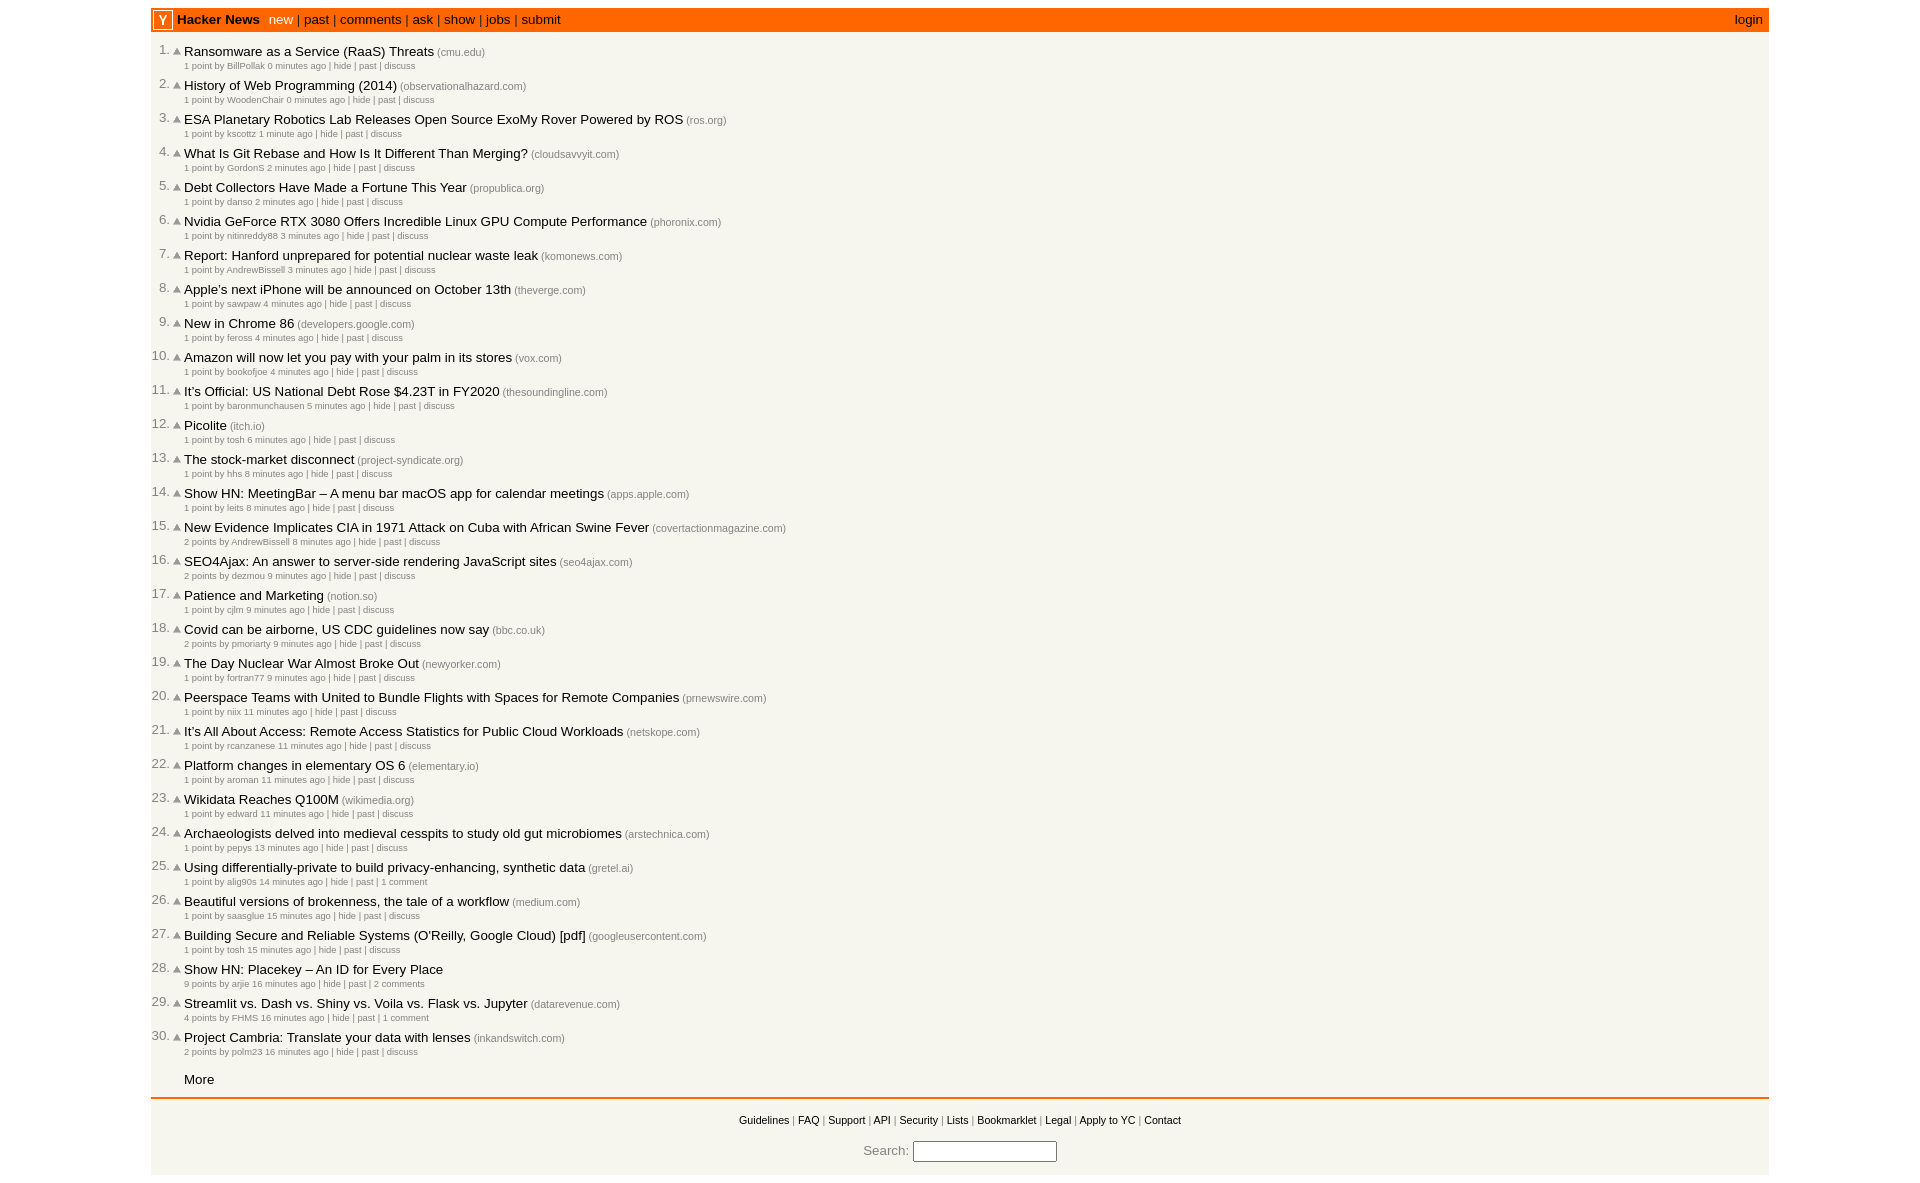 Y Hacker News new | past | comments | ask | show | jobs | submit login
1. Ransomware as a Service (RaaS) Threats (cmu.edu)
1 point by BillPollak 0 minutes ago | hide | past | discuss
2. History of Web Programming (2014) (observationalhazard.com)
1 point by WoodenChair 0 minutes ago | hide | past | discuss
3. ESA Planetary Robotics Lab Releases Open Source ExoMy Rover Powered by ROS (ros.org)
1 point by kscottz 1 minute ago | hide | past | discuss
4. What Is Git Rebase and How Is It Different Than Merging? (cloudsavvyit.com)
1 point by GordonS 2 minutes ago | hide | past | discuss
5. Debt Collectors Have Made a Fortune This Year (propublica.org)
1 point by danso 2 minutes ago | hide | past | discuss
6. Nvidia GeForce RTX 3080 Offers Incredible Linux GPU Compute Performance (phoronix.com)
1 point by nitinreddy88 3 minutes ago | hide | past | discuss
7. Report: Hanford unprepared for potential nuclear waste leak (komonews.com)
1 point by AndrewBissell 3 minutes ago | hide | past | discuss
8. Apple’s next iPhone will be announced on October 13th (theverge.com)
1 point by sawpaw 4 minutes ago | hide | past | discuss
9. New in Chrome 86 (developers.google.com)
1 point by feross 4 minutes ago | hide | past | discuss
10. Amazon will now let you pay with your palm in its stores (vox.com)
1 point by bookofjoe 4 minutes ago | hide | past | discuss
11. It’s Official: US National Debt Rose $4.23T in FY2020 (thesoundingline.com)
1 point by baronmunchausen 5 minutes ago | hide | past | discuss
12. Picolite (itch.io)
1 point by tosh 6 minutes ago | hide | past | discuss
13. The stock-market disconnect (project-syndicate.org)
1 point by hhs 8 minutes ago | hide | past | discuss
14. Show HN: MeetingBar – A menu bar macOS app for calendar meetings (apps.apple.com)
1 point by leits 8 minutes ago | hide | past | discuss
15. New Evidence Implicates CIA in 1971 Attack on Cuba with African Swine Fever (covertactionmagazine.com)
2 points by AndrewBissell 8 minutes ago | hide | past | discuss
16. SEO4Ajax: An answer to server-side rendering JavaScript sites (seo4ajax.com)
2 points by dezmou 9 minutes ago | hide | past | discuss
17. Patience and Marketing (notion.so)
1 point by cjlm 9 minutes ago | hide | past | discuss
18. Covid can be airborne, US CDC guidelines now say (bbc.co.uk)
2 points by pmoriarty 9 minutes ago | hide | past | discuss
19. The Day Nuclear War Almost Broke Out (newyorker.com)
1 point by fortran77 9 minutes ago | hide | past | discuss
20. Peerspace Teams with United to Bundle Flights with Spaces for Remote Companies (prnewswire.com)
1 point by niix 11 minutes ago | hide | past | discuss
21. It’s All About Access: Remote Access Statistics for Public Cloud Workloads (netskope.com)
1 point by rcanzanese 11 minutes ago | hide | past | discuss
22. Platform changes in elementary OS 6 (elementary.io)
1 point by aroman 11 minutes ago | hide | past | discuss
23. Wikidata Reaches Q100M (wikimedia.org)
1 point by edward 11 minutes ago | hide | past | discuss
24. Archaeologists delved into medieval cesspits to study old gut microbiomes (arstechnica.com)
1 point by pepys 13 minutes ago | hide | past | discuss
25. Using differentially-private to build privacy-enhancing, synthetic data (gretel.ai)
1 point by alig90s 14 minutes ago | hide | past | 1 comment
26. Beautiful versions of brokenness, the tale of a workflow (medium.com)
1 point by saasglue 15 minutes ago | hide | past | discuss
27. Building Secure and Reliable Systems (O'Reilly, Google Cloud) [pdf] (googleusercontent.com)
1 point by tosh 15 minutes ago | hide | past | discuss
28. Show HN: Placekey – An ID for Every Place
9 points by arjie 16 minutes ago | hide | past | 2 comments
29. Streamlit vs. Dash vs. Shiny vs. Voila vs. Flask vs. Jupyter (datarevenue.com)
4 points by FHMS 16 minutes ago | hide | past | 1 comment
30. Project Cambria: Translate your data with lenses (inkandswitch.com)
2 points by polm23 16 minutes ago | hide | past | discuss
More
Guidelines | FAQ | Support | API | Security | Lists | Bookmarklet | Legal | Apply to YC | Contact
Search: